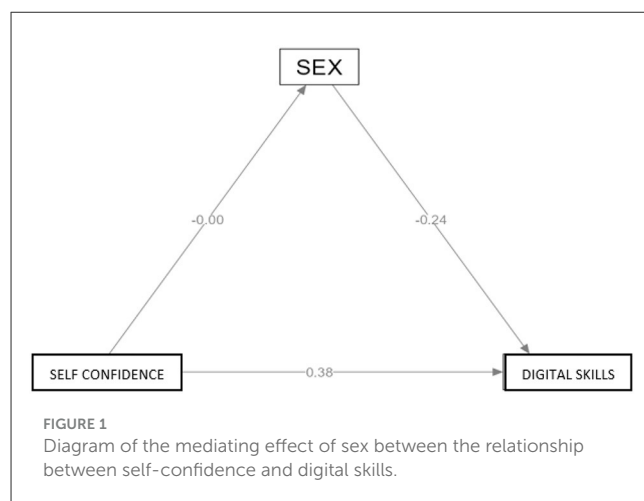 SEX
-0.00
-0.24
SELF CONFIDENCE
0.38
DIGITAL SKILLS
FIGURE 1
Diagram of the mediating effect of sex between the relationship
between self-confidence and digital skills.